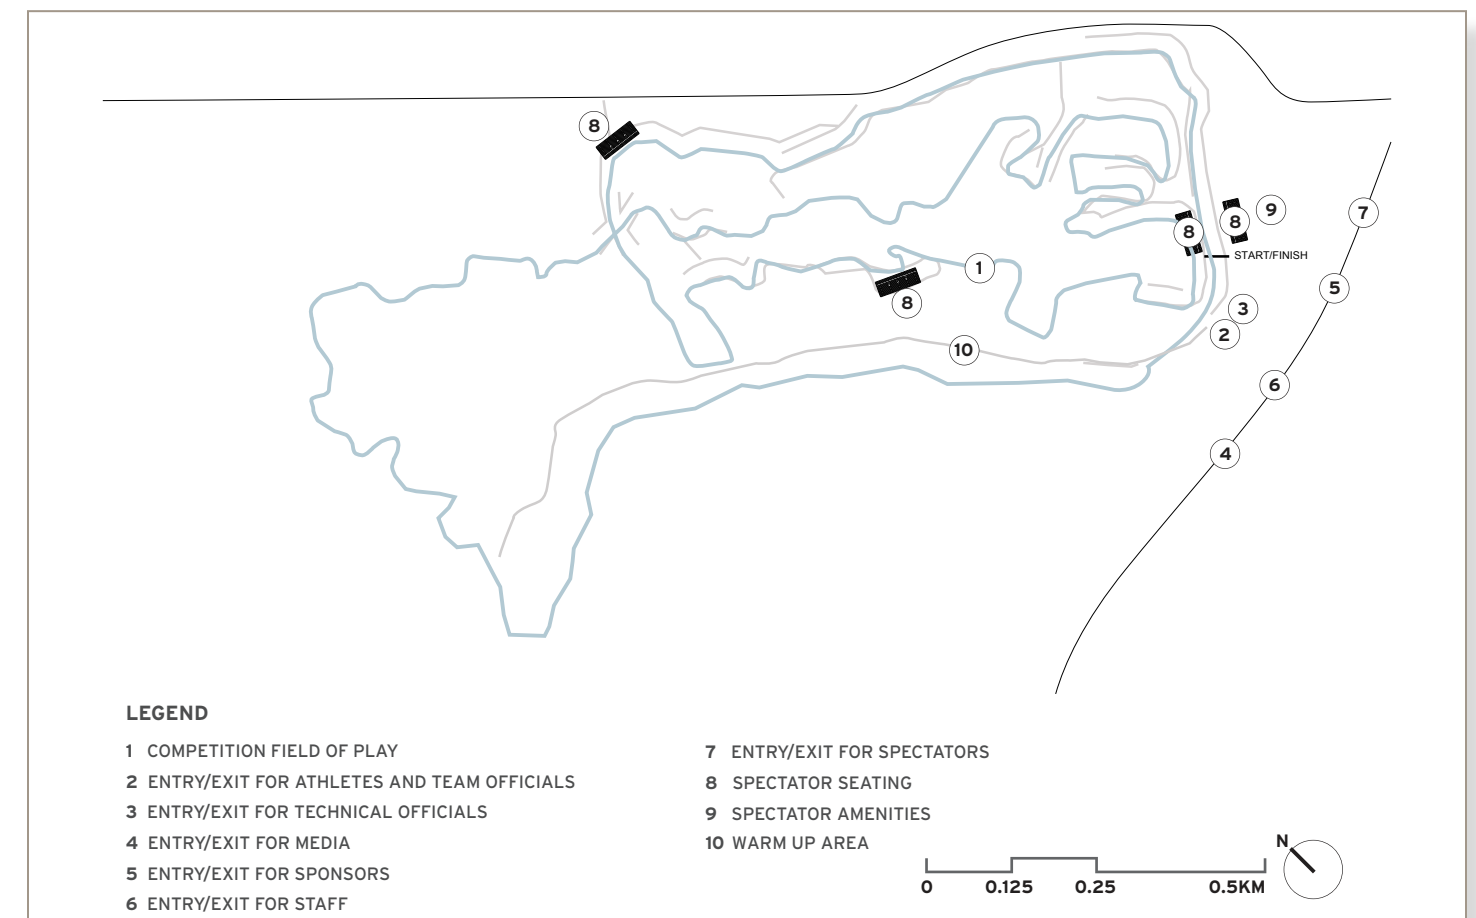 8
9
7
8
8
START/FINISH
1
5
8
3
2
10
6
4
LEGEND
1 COMPETITION FIELD OF PLAY
2 ENTRY/EXIT FOR ATHLETES AND TEAM OFFICIALS
3 ENTRY/EXIT FOR TECHNICAL OFFICIALS
4 ENTRY/EXIT FOR MEDIA
5 ENTRY/EXIT FOR SPONSORS
6 ENTRY/EXIT FOR STAFF
7 ENTRY/EXIT FOR SPECTATORS
8 SPECTATOR SEATING
9 SPECTATOR AMENITIES
10 WARM UP AREA
N
0 0.125 0.25 0.5KM